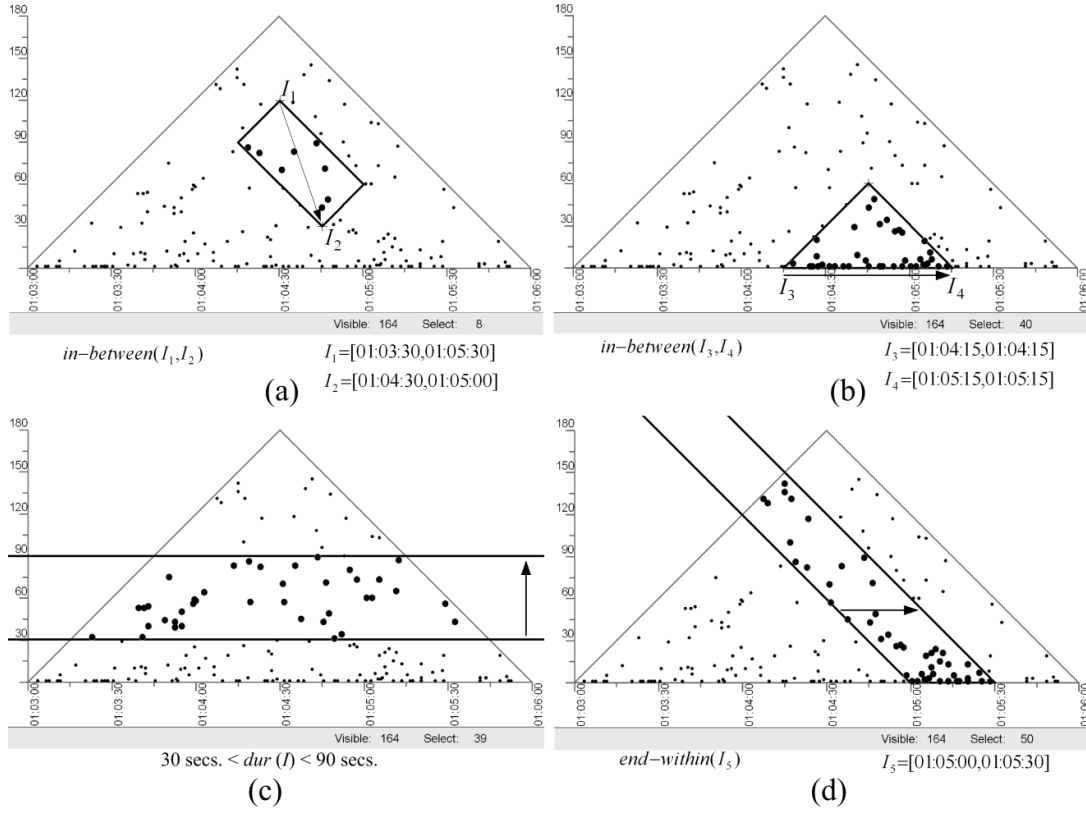 180
150
120
90
60
30
0
I1
I2
01:03:00
01:03:30
01:04:00
01:04:30
01:05:00
01:05:30
01:06:00
Visible: 164 Select: 8
in−between(I1,I2)
I1=[01:03:30,01:05:30]
I2=[01:04:30,01:05:00]
(a)
180
150
120
90
60
30
0
I3
I4
01:03:00
01:03:30
01:04:00
01:04:30
01:05:00
01:05:30
01:06:00
Visible: 164 Select: 40
in−between(I3,I4)
I3=[01:04:15,01:04:15]
I4=[01:05:15,01:05:15]
(b)
180
150
120
90
60
30
0
01:03:00
01:03:30
01:04:00
01:04:30
01:05:00
01:05:30
01:06:00
Visible: 164 Select: 39
30 secs. < dur (I) < 90 secs.
(c)
180
150
120
90
60
30
0
01:03:00
01:03:30
01:04:00
01:04:30
01:05:00
01:05:30
01:06:00
Visible: 164 Select: 50
end−within(I5)
I5=[01:05:00,01:05:30]
(d)